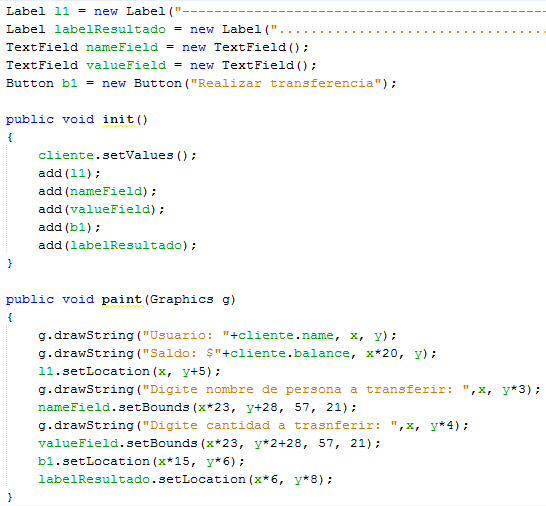 Label l1 = new Label("------------------------------------------------
Label labelResultado = new Label("..................................
TextField nameField = new TextField();
TextField valueField = new TextField();
Button b1 = new Button("Realizar transferencia");
public void init()
{
cliente.setValues();
add(l1);
add(nameField);
add(valueField);
add(b1);
add(labelResultado);
}
public void paint(Graphics g)
{
g.drawString("Usuario: "+cliente.name, x, y);
g.drawString("Saldo: $"+cliente.balance, x*20, y);
l1.setLocation(x, y+5);
g.drawString("Digite nombre de persona a transferir: ",x, y*3);
nameField.setBounds(x*23, y+28, 57, 21);
g.drawString("Digite cantidad a trasnferir: ",x, y*4);
valueField.setBounds(x*23, y*2+28, 57, 21);
b1.setLocation(x*15, y*6);
labelResultado.setLocation(x*6, y*8);
}